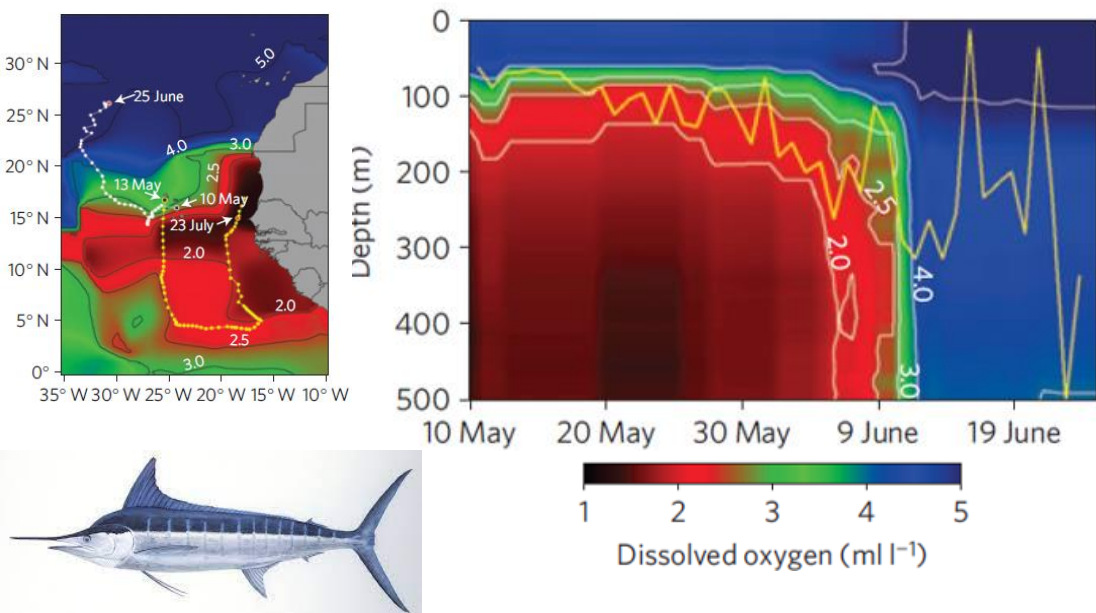 30° N
25° N
20° N
15° N
10° N
5° N
0°
35° W 30° W 25° W 20° W 15° W 10° W
5.0
25 June
4.0
3.0
2.5
13 May
10 May
23 July
2.0
2.0
2.5
3.0
Depth (m)
0
100
200
300
400
500
10 May
20 May
30 May
9 June
19 June
2.5
2.0
4.0
3.0
1
2
3
4
5
Dissolved oxygen (ml l⁻¹)